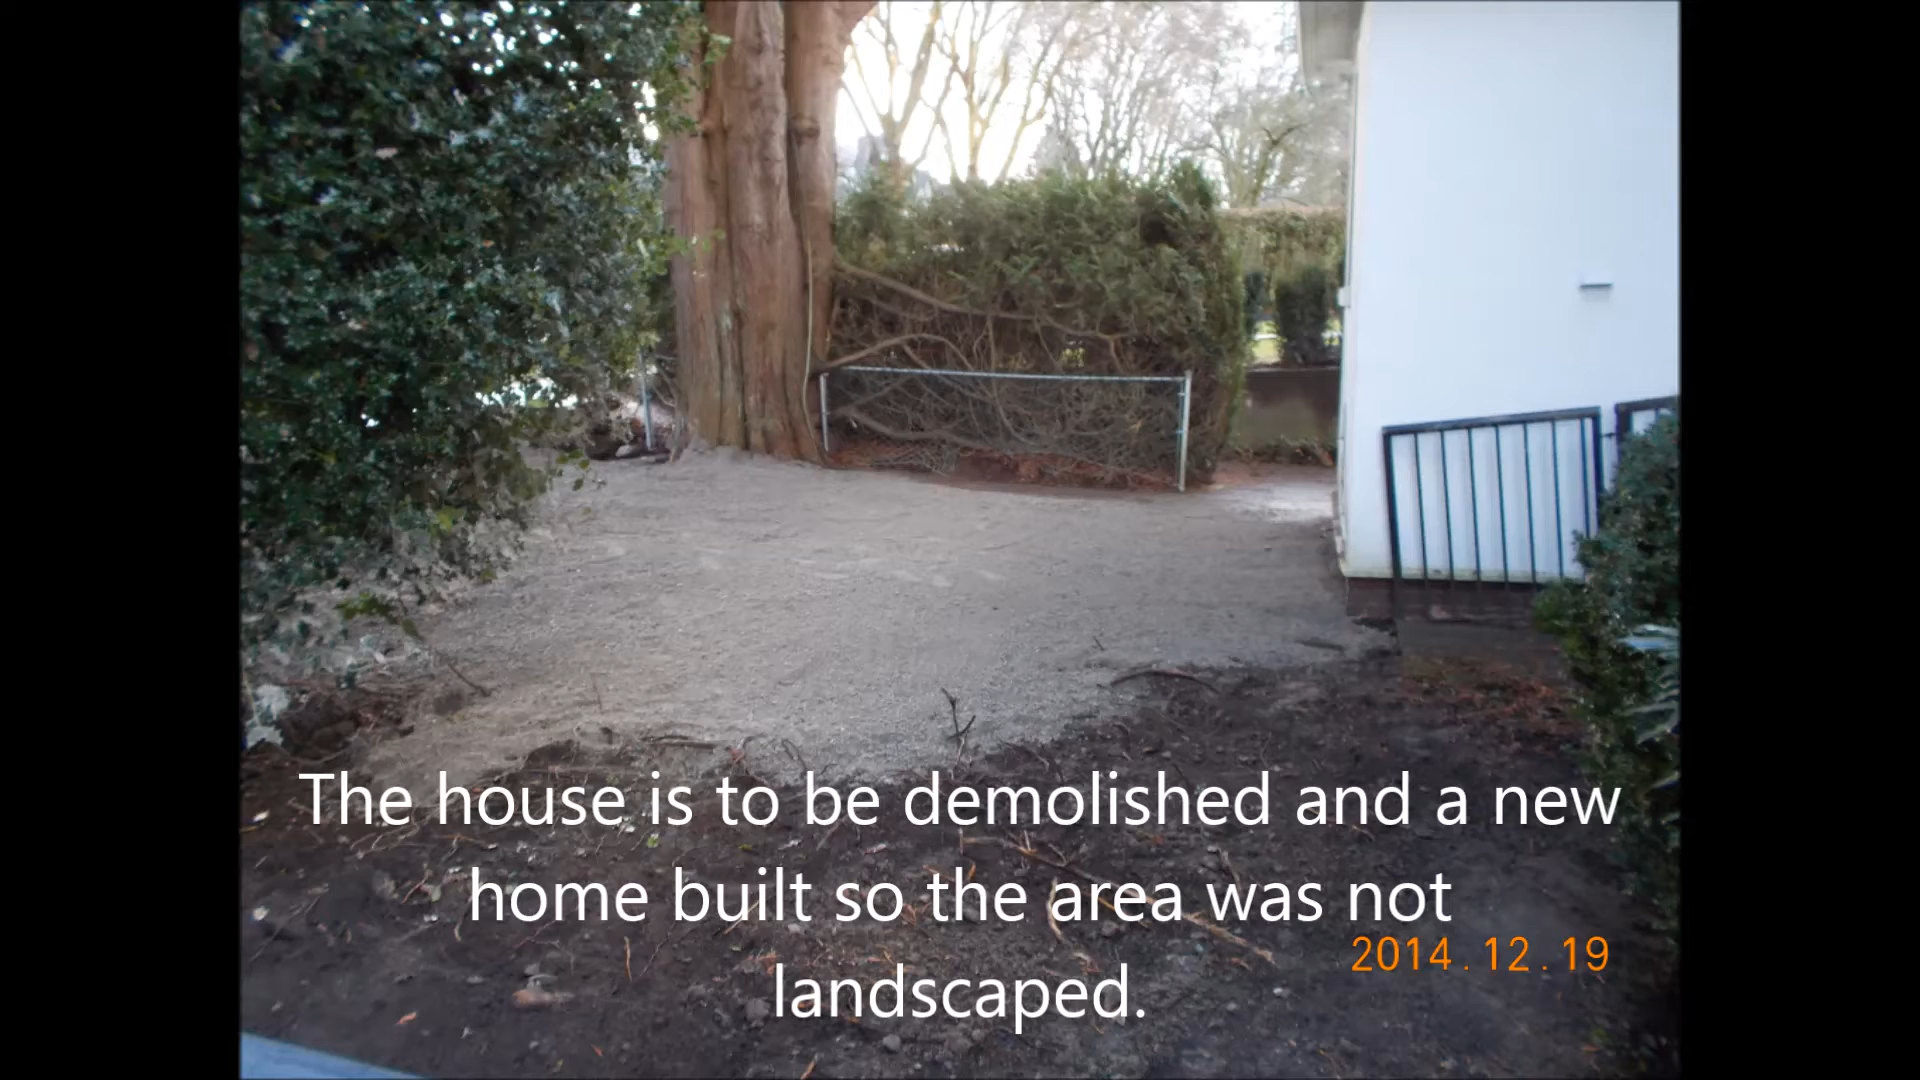 The house is to be demolished and a new
home built so the area was not
landscaped.
2014.12.19